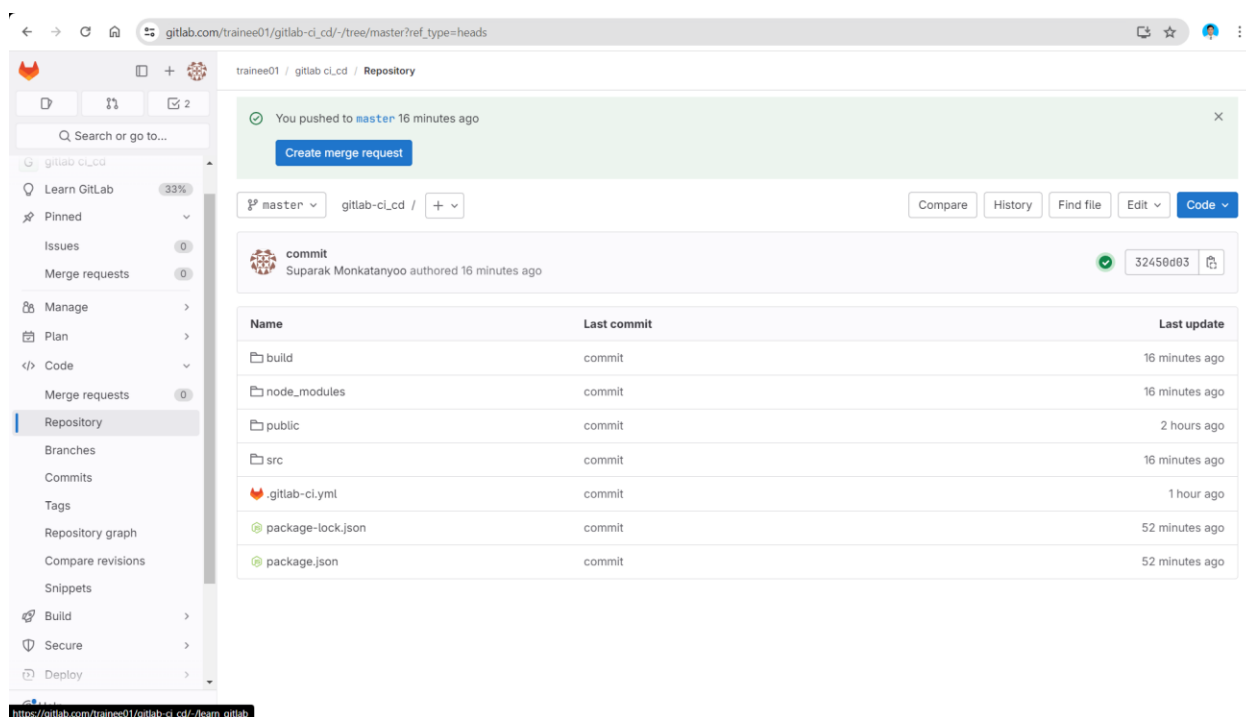 gitlab.com/trainee01/gitlab-ci_cd/-/tree/master?ref_type=heads
trainee01 / gitlab ci_cd / Repository
2
Search or go to...
G gitlab ci_cd
Learn GitLab 33%
Pinned
Issues 0
Merge requests 0
Manage
Plan
Code
Merge requests 0
Repository
Branches
Commits
Tags
Repository graph
Compare revisions
Snippets
Build
Secure
Deploy
https://gitlab.com/trainee01/gitlab-ci_cd/-/learn_gitlab
You pushed to master 16 minutes ago
Create merge request
master gitlab-ci_cd / +
Compare History Find file Edit Code
commit
Suparak Monkatanyoo authored 16 minutes ago
32450d03
Name Last commit Last update
build commit 16 minutes ago
node_modules commit 16 minutes ago
public commit 2 hours ago
src commit 16 minutes ago
.gitlab-ci.yml commit 1 hour ago
package-lock.json commit 52 minutes ago
package.json commit 52 minutes ago